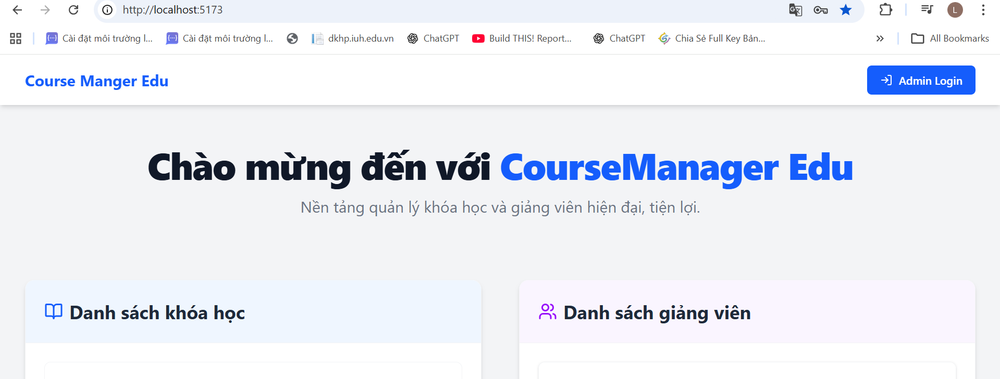 http://localhost:5173
L
Cài đặt môi trường l...
Cài đặt môi trường l...
dkhp.iuh.edu.vn
ChatGPT
Build THIS! Report...
ChatGPT
Chia Sẻ Full Key Bản...
All Bookmarks
Course Manger Edu
Admin Login
Chào mừng đến với CourseManager Edu
Nền tảng quản lý khóa học và giảng viên hiện đại, tiện lợi.
Danh sách khóa học
Danh sách giảng viên